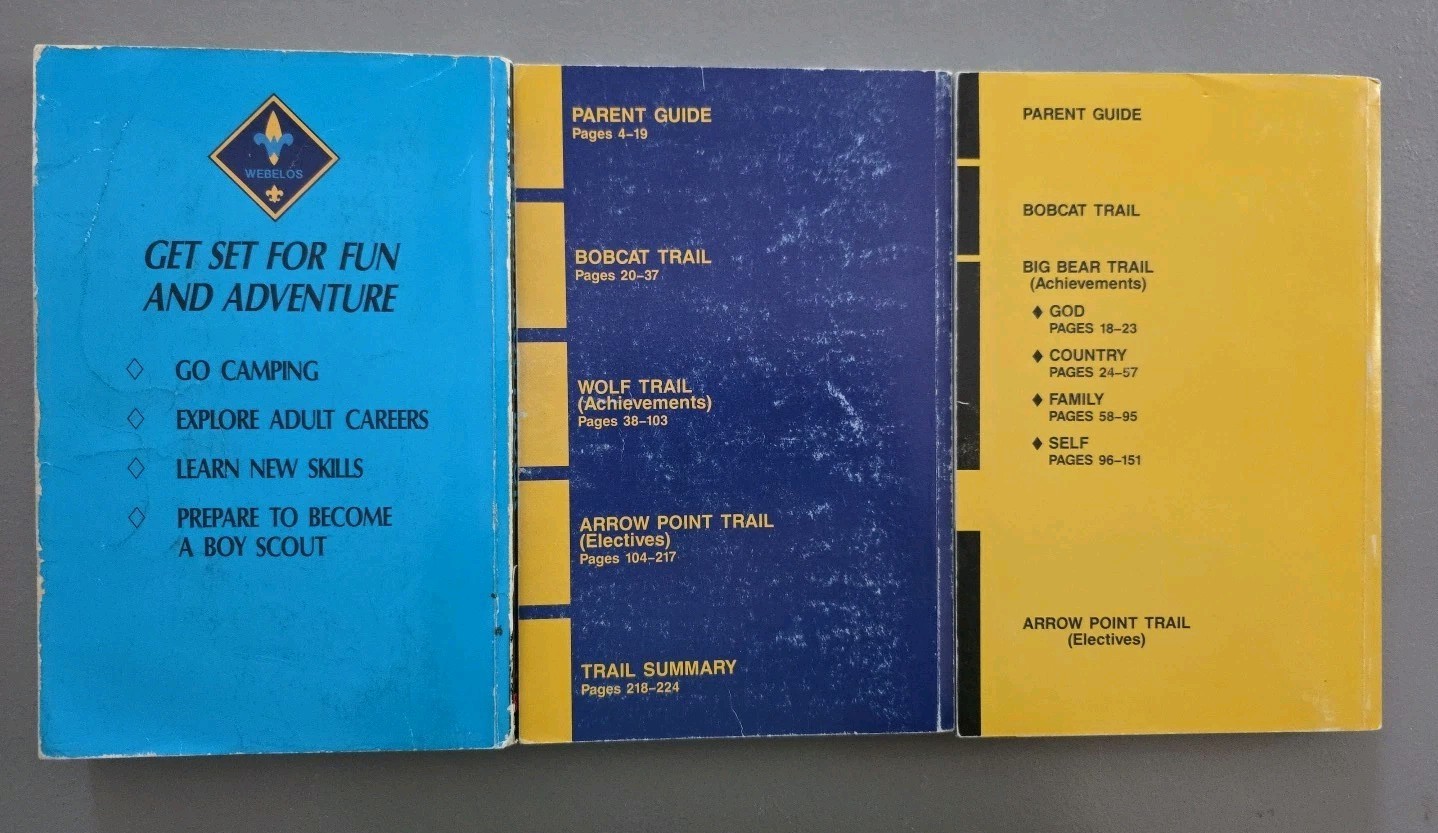 WEBELOS
GET SET FOR FUN
AND ADVENTURE
GO CAMPING
EXPLORE ADULT CAREERS
LEARN NEW SKILLS
PREPARE TO BECOME
A BOY SCOUT
PARENT GUIDE
Pages 4–19
BOBCAT TRAIL
Pages 20–37
WOLF TRAIL
(Achievements)
Pages 38–103
ARROW POINT TRAIL
(Electives)
Pages 104–217
TRAIL SUMMARY
Pages 218–224
PARENT GUIDE
BOBCAT TRAIL
BIG BEAR TRAIL
(Achievements)
GOD
PAGES 18–23
COUNTRY
PAGES 24–57
FAMILY
PAGES 58–95
SELF
PAGES 96–151
ARROW POINT TRAIL
(Electives)